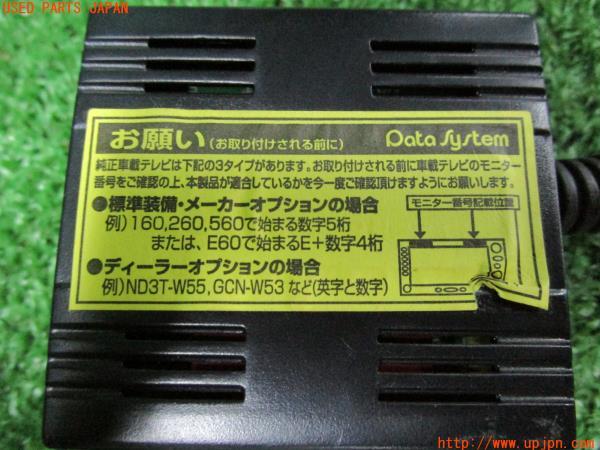 USED PARTS JAPAN
お願い(お取り付けされる前に) Data System
純正車載テレビは下記の3タイプがあります。お取り付けされる前に車載テレビのモニター
番号をご確認の上、本製品が適合しているかを今一度ご確認頂けますようにお願いします。
●標準装備・メーカーオプションの場合
例)160,260,560で始まる数字5桁
または、E60で始まるE+数字4桁
モニター番号記載位置
●ディーラーオプションの場合
例)ND3T-W55,GCN-W53 など(英字と数字)
http://www.upjpn.com/